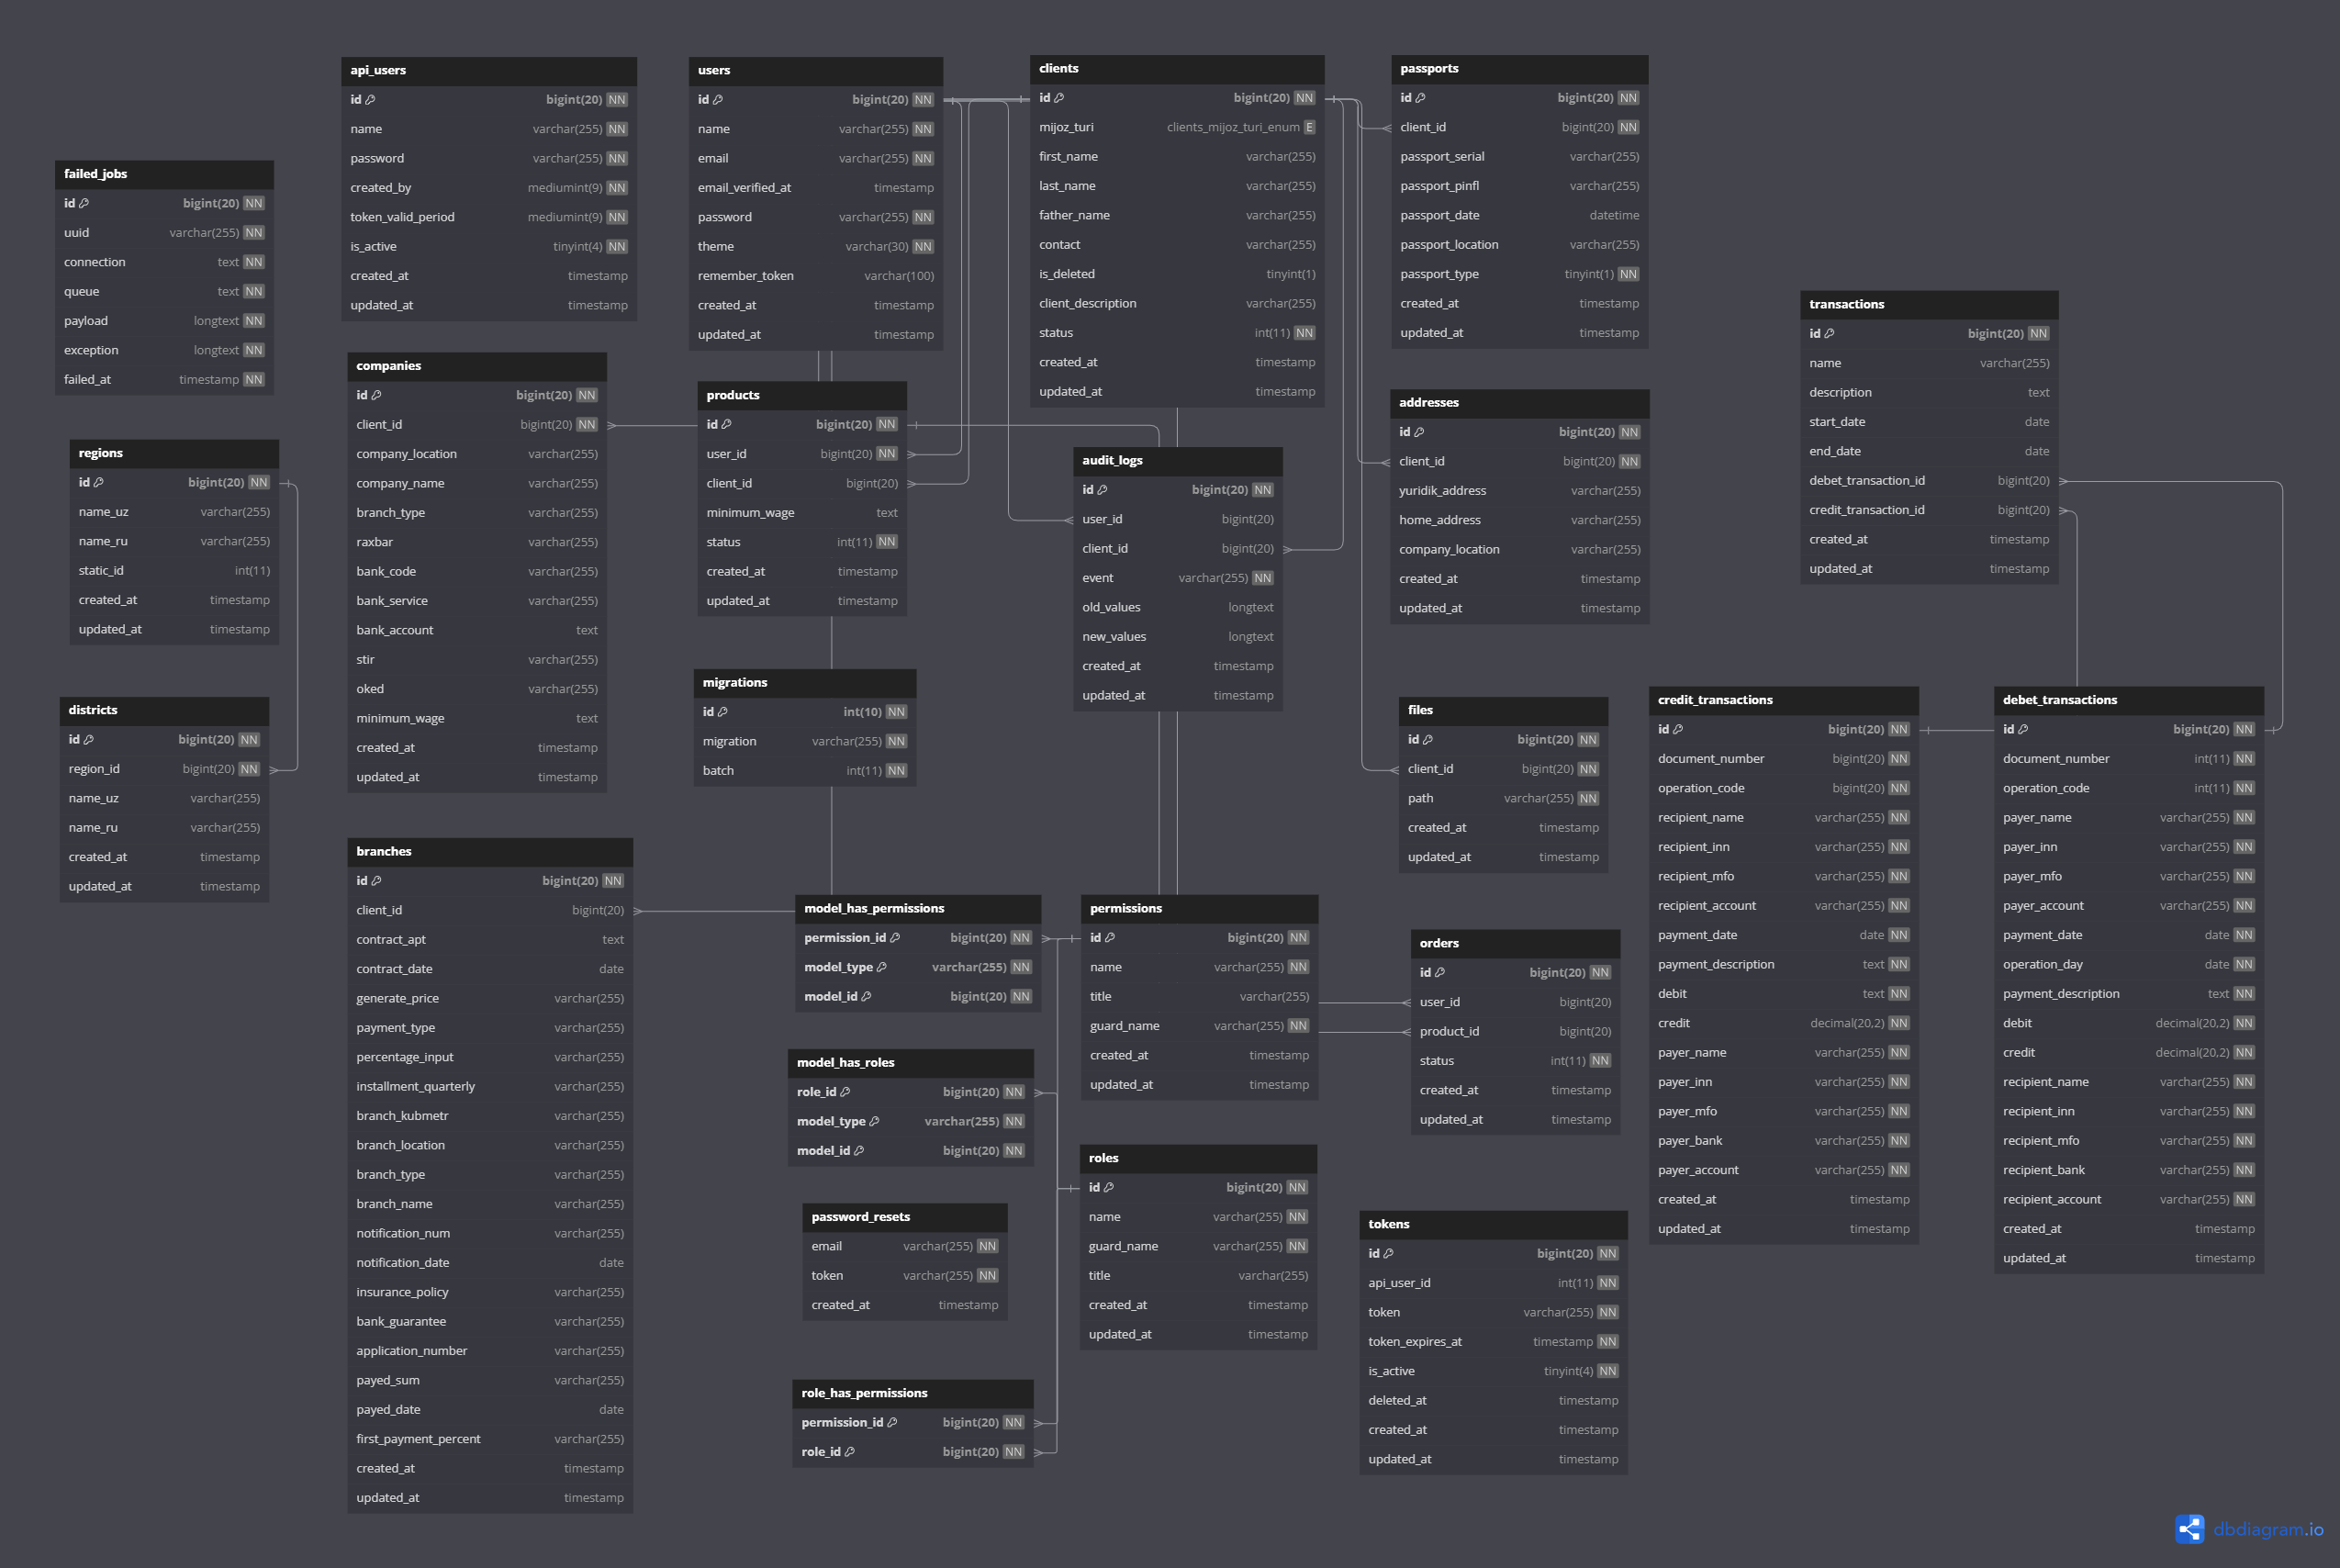 failed_jobs
id bigint(20) NN
uuid varchar(255) NN
connection text NN
queue text NN
payload longtext NN
exception longtext NN
failed_at timestamp NN
regions
id bigint(20) NN
name_uz varchar(255)
name_ru varchar(255)
static_id int(11)
created_at timestamp
updated_at timestamp
districts
id bigint(20) NN
region_id bigint(20) NN
name_uz varchar(255)
name_ru varchar(255)
created_at timestamp
updated_at timestamp
api_users
id bigint(20) NN
name varchar(255) NN
password varchar(255) NN
created_by mediumint(9) NN
token_valid_period mediumint(9) NN
is_active tinyint(4) NN
created_at timestamp
updated_at timestamp
companies
id bigint(20) NN
client_id bigint(20) NN
company_location varchar(255)
company_name varchar(255)
branch_type varchar(255)
raxbar varchar(255)
bank_code varchar(255)
bank_service varchar(255)
bank_account text
stir varchar(255)
oked varchar(255)
minimum_wage text
created_at timestamp
updated_at timestamp
branches
id bigint(20) NN
client_id bigint(20)
contract_apt text
contract_date date
generate_price varchar(255)
payment_type varchar(255)
percentage_input varchar(255)
installment_quarterly varchar(255)
branch_kubmetr varchar(255)
branch_location varchar(255)
branch_type varchar(255)
branch_name varchar(255)
notification_num varchar(255)
notification_date date
insurance_policy varchar(255)
bank_guarantee varchar(255)
application_number varchar(255)
payed_sum varchar(255)
payed_date date
first_payment_percent varchar(255)
created_at timestamp
updated_at timestamp
users
id bigint(20) NN
name varchar(255) NN
email varchar(255) NN
email_verified_at timestamp
password varchar(255) NN
theme varchar(30) NN
remember_token varchar(100)
created_at timestamp
updated_at timestamp
products
id bigint(20) NN
user_id bigint(20) NN
client_id bigint(20)
minimum_wage text
status int(11) NN
created_at timestamp
updated_at timestamp
migrations
id int(10) NN
migration varchar(255) NN
batch int(11) NN
model_has_permissions
permission_id bigint(20) NN
model_type varchar(255) NN
model_id bigint(20) NN
model_has_roles
role_id bigint(20) NN
model_type varchar(255) NN
model_id bigint(20) NN
password_resets
email varchar(255) NN
token varchar(255) NN
created_at timestamp
role_has_permissions
permission_id bigint(20) NN
role_id bigint(20) NN
clients
id bigint(20) NN
mijoz_turi clients_mijoz_turi_enum E
first_name varchar(255)
last_name varchar(255)
father_name varchar(255)
contact varchar(255)
is_deleted tinyint(1)
client_description varchar(255)
status int(11) NN
created_at timestamp
updated_at timestamp
audit_logs
id bigint(20) NN
user_id bigint(20)
client_id bigint(20)
event varchar(255) NN
old_values longtext
new_values longtext
created_at timestamp
updated_at timestamp
permissions
id bigint(20) NN
name varchar(255) NN
title varchar(255)
guard_name varchar(255) NN
created_at timestamp
updated_at timestamp
roles
id bigint(20) NN
name varchar(255) NN
guard_name varchar(255) NN
title varchar(255)
created_at timestamp
updated_at timestamp
passports
id bigint(20) NN
client_id bigint(20) NN
passport_serial varchar(255)
passport_pinfl varchar(255)
passport_date datetime
passport_location varchar(255)
passport_type tinyint(1) NN
created_at timestamp
updated_at timestamp
addresses
id bigint(20) NN
client_id bigint(20) NN
yuridik_address varchar(255)
home_address varchar(255)
company_location varchar(255)
created_at timestamp
updated_at timestamp
files
id bigint(20) NN
client_id bigint(20) NN
path varchar(255) NN
created_at timestamp
updated_at timestamp
orders
id bigint(20) NN
user_id bigint(20)
product_id bigint(20)
status int(11) NN
created_at timestamp
updated_at timestamp
tokens
id bigint(20) NN
api_user_id int(11) NN
token varchar(255) NN
token_expires_at timestamp NN
is_active tinyint(4) NN
deleted_at timestamp
created_at timestamp
updated_at timestamp
transactions
id bigint(20) NN
name varchar(255)
description text
start_date date
end_date date
debet_transaction_id bigint(20)
credit_transaction_id bigint(20)
created_at timestamp
updated_at timestamp
credit_transactions
id bigint(20) NN
document_number bigint(20) NN
operation_code bigint(20) NN
recipient_name varchar(255) NN
recipient_inn varchar(255) NN
recipient_mfo varchar(255) NN
recipient_account varchar(255) NN
payment_date date NN
payment_description text NN
debit text NN
credit decimal(20,2) NN
payer_name varchar(255) NN
payer_inn varchar(255) NN
payer_mfo varchar(255) NN
payer_bank varchar(255) NN
payer_account varchar(255) NN
created_at timestamp
updated_at timestamp
debet_transactions
id bigint(20) NN
document_number int(11) NN
operation_code int(11) NN
payer_name varchar(255) NN
payer_inn varchar(255) NN
payer_mfo varchar(255) NN
payer_account varchar(255) NN
payment_date date NN
operation_day date NN
payment_description text NN
debit decimal(20,2) NN
credit decimal(20,2) NN
recipient_name varchar(255) NN
recipient_inn varchar(255) NN
recipient_mfo varchar(255) NN
recipient_bank varchar(255) NN
recipient_account varchar(255) NN
created_at timestamp
updated_at timestamp
dbdiagram.io